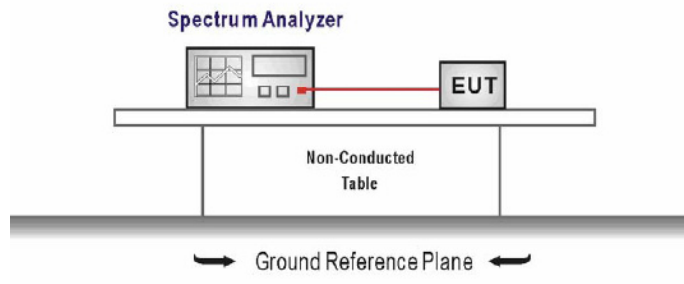 Spectrum Analyzer
EUT
Non-Conducted
Table
Ground Reference Plane